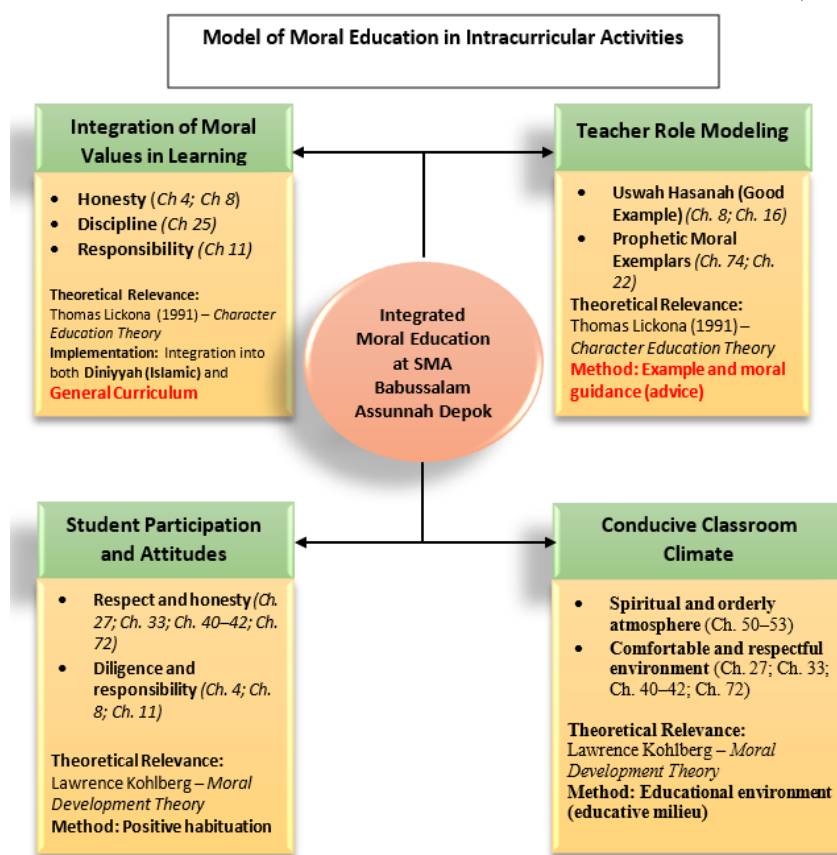 Model of Moral Education in Intracurricular Activities
Integration of Moral
Values in Learning
• Honesty (Ch 4; Ch 8)
• Discipline (Ch 25)
• Responsibility (Ch 11)
Theoretical Relevance:
Thomas Lickona (1991) – Character
Education Theory
Implementation: Integration into
both Diniyyah (Islamic) and
General Curriculum
Teacher Role Modeling
• Uswah Hasanah (Good
Example) (Ch. 8; Ch. 16)
• Prophetic Moral
Exemplars (Ch. 74; Ch.
22)
Theoretical Relevance:
Thomas Lickona (1991) –
Character Education Theory
Method: Example and moral
guidance (advice)
Integrated
Moral Education
at SMA
Babussalam
Assunnah Depok
Student Participation
and Attitudes
• Respect and honesty (Ch.
27; Ch. 33; Ch. 40–42; Ch.
72)
• Diligence and
responsibility (Ch. 4; Ch.
8; Ch. 11)
Theoretical Relevance:
Lawrence Kohlberg – Moral
Development Theory
Method: Positive habituation
Conducive Classroom
Climate
• Spiritual and orderly
atmosphere (Ch. 50–53)
• Comfortable and respectful
environment (Ch. 27; Ch. 33;
Ch. 40–42; Ch. 72)
Theoretical Relevance:
Lawrence Kohlberg – Moral
Development Theory
Method: Educational environment
(educative milieu)